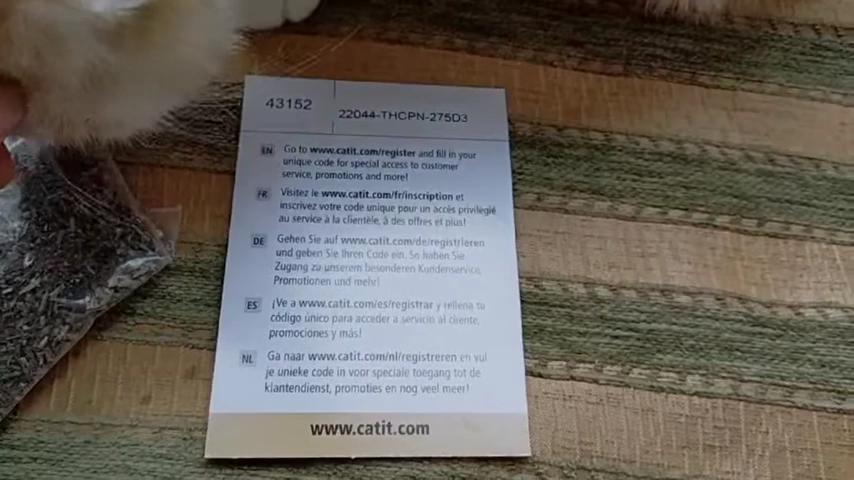 43152
22044-THCPN-275D3
EN
Go to www.catit.com/register and fill in your
unique code for special access to customer
service, promotions and more!
FR
Visitez le www.catit.com/fr/inscription et
inscrivez votre code unique pour un accès privilégié
au service à la clientèle, à des offres et plus.
DE
Gehen Sie auf www.catit.com/de/registrieren
und geben Sie Ihren Code ein. So haben Sie
Zugang zu unserem besonderen Kundenservice,
Promotionen und mehr!
ES
¡Ve a www.catit.com/es/registrar y rellena tu
código único para acceder a servicio al cliente,
promociones y más!
NL
Ga naar www.catit.com/nl/registreren en vul
je unieke code in voor speciale toegang tot de
klantendienst, promoties en nog veel meer!
www.catit.com